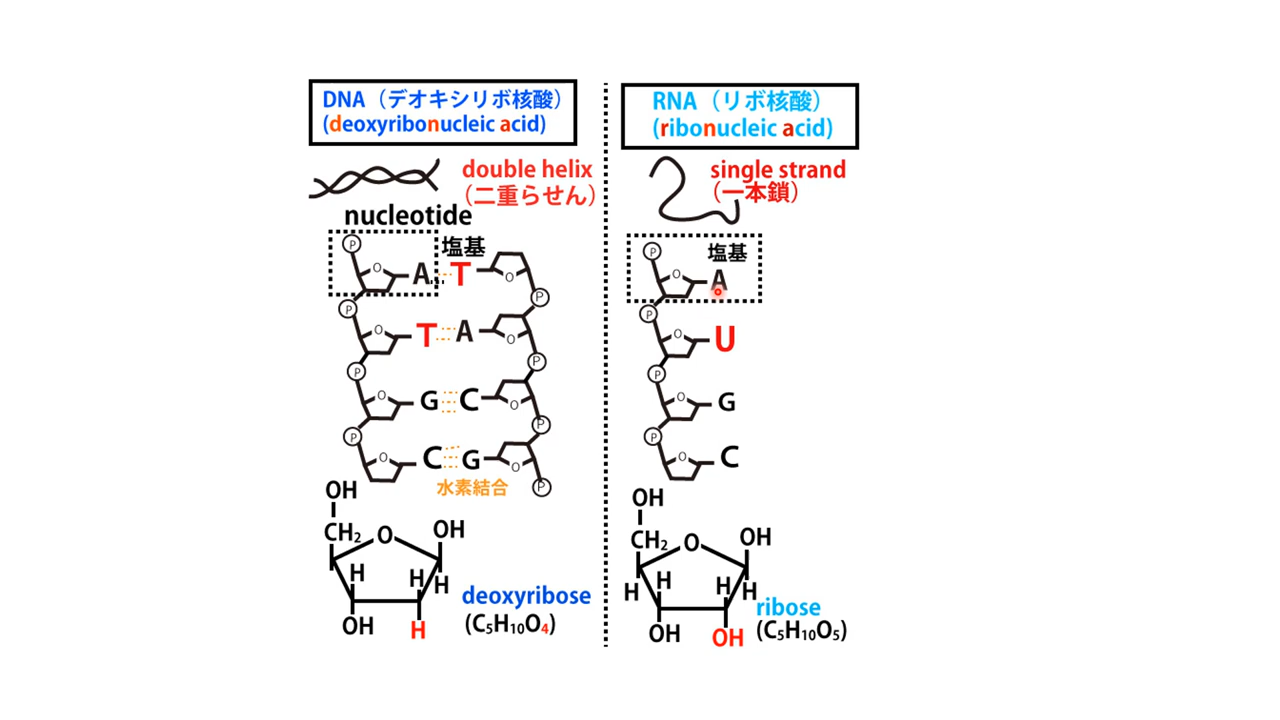 DNA（デオキシリボ核酸）
(deoxyribonucleic acid)
double helix
（二重らせん）
nucleotide
塩基
P
O
A
T
O
P
P
O
T
A
O
P
P
O
G
C
O
P
P
O
C
G
O
P
水素結合
OH
CH₂
O
OH
H
H
H
OH
H
deoxyribose
(C₅H₁₀O₄)
RNA（リボ核酸）
(ribonucleic acid)
single strand
（一本鎖）
塩基
P
O
A
P
O
U
P
O
G
P
O
C
OH
CH₂
O
OH
H
H
H
H
OH
OH
ribose
(C₅H₁₀O₅)